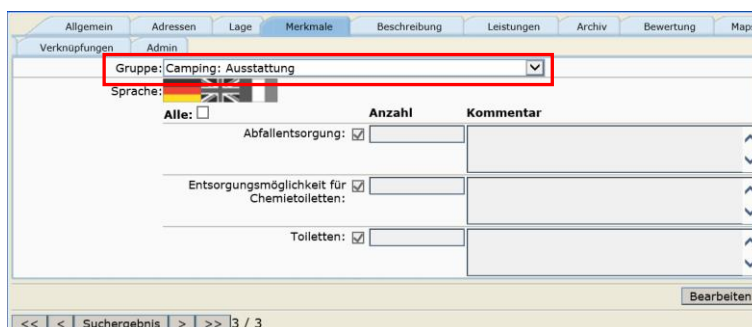 Allgemein Adressen Lage Merkmale Beschreibung Leistungen Archiv Bewertung Maps
Verknüpfungen Admin
Gruppe: Camping: Ausstattung
Sprache:
Alle: Anzahl Kommentar
Abfallentsorgung:
Entsorgungsmöglichkeit für
Chemietoiletten:
Toiletten:
Bearbeiten
<< < Suchergebnis > >> 3 / 3